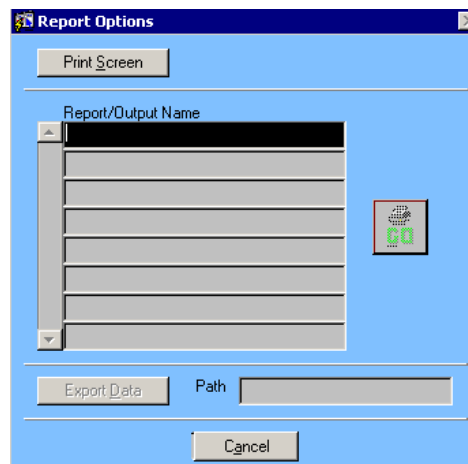 Report Options
Print Screen
Report/Output Name
GO
Export Data
Path
Cancel